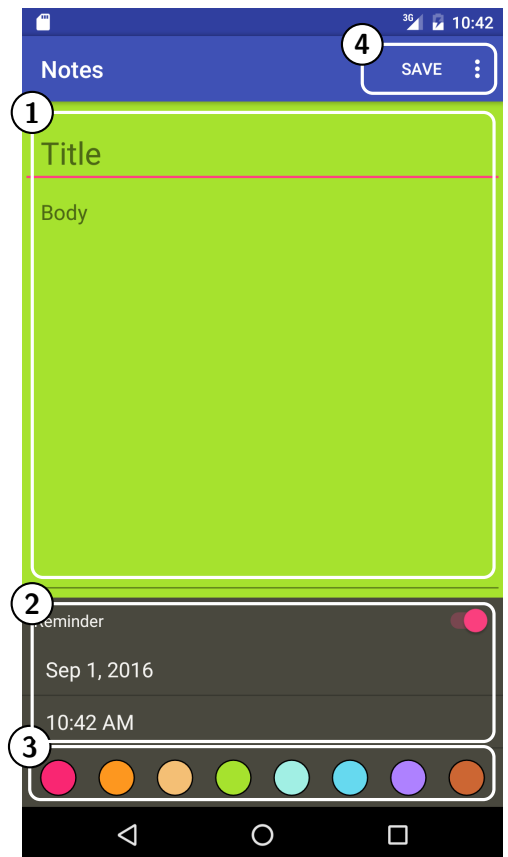 3G 10:42
4
Notes SAVE
1
Title
Body
2
Reminder
Sep 1, 2016
10:42 AM
3